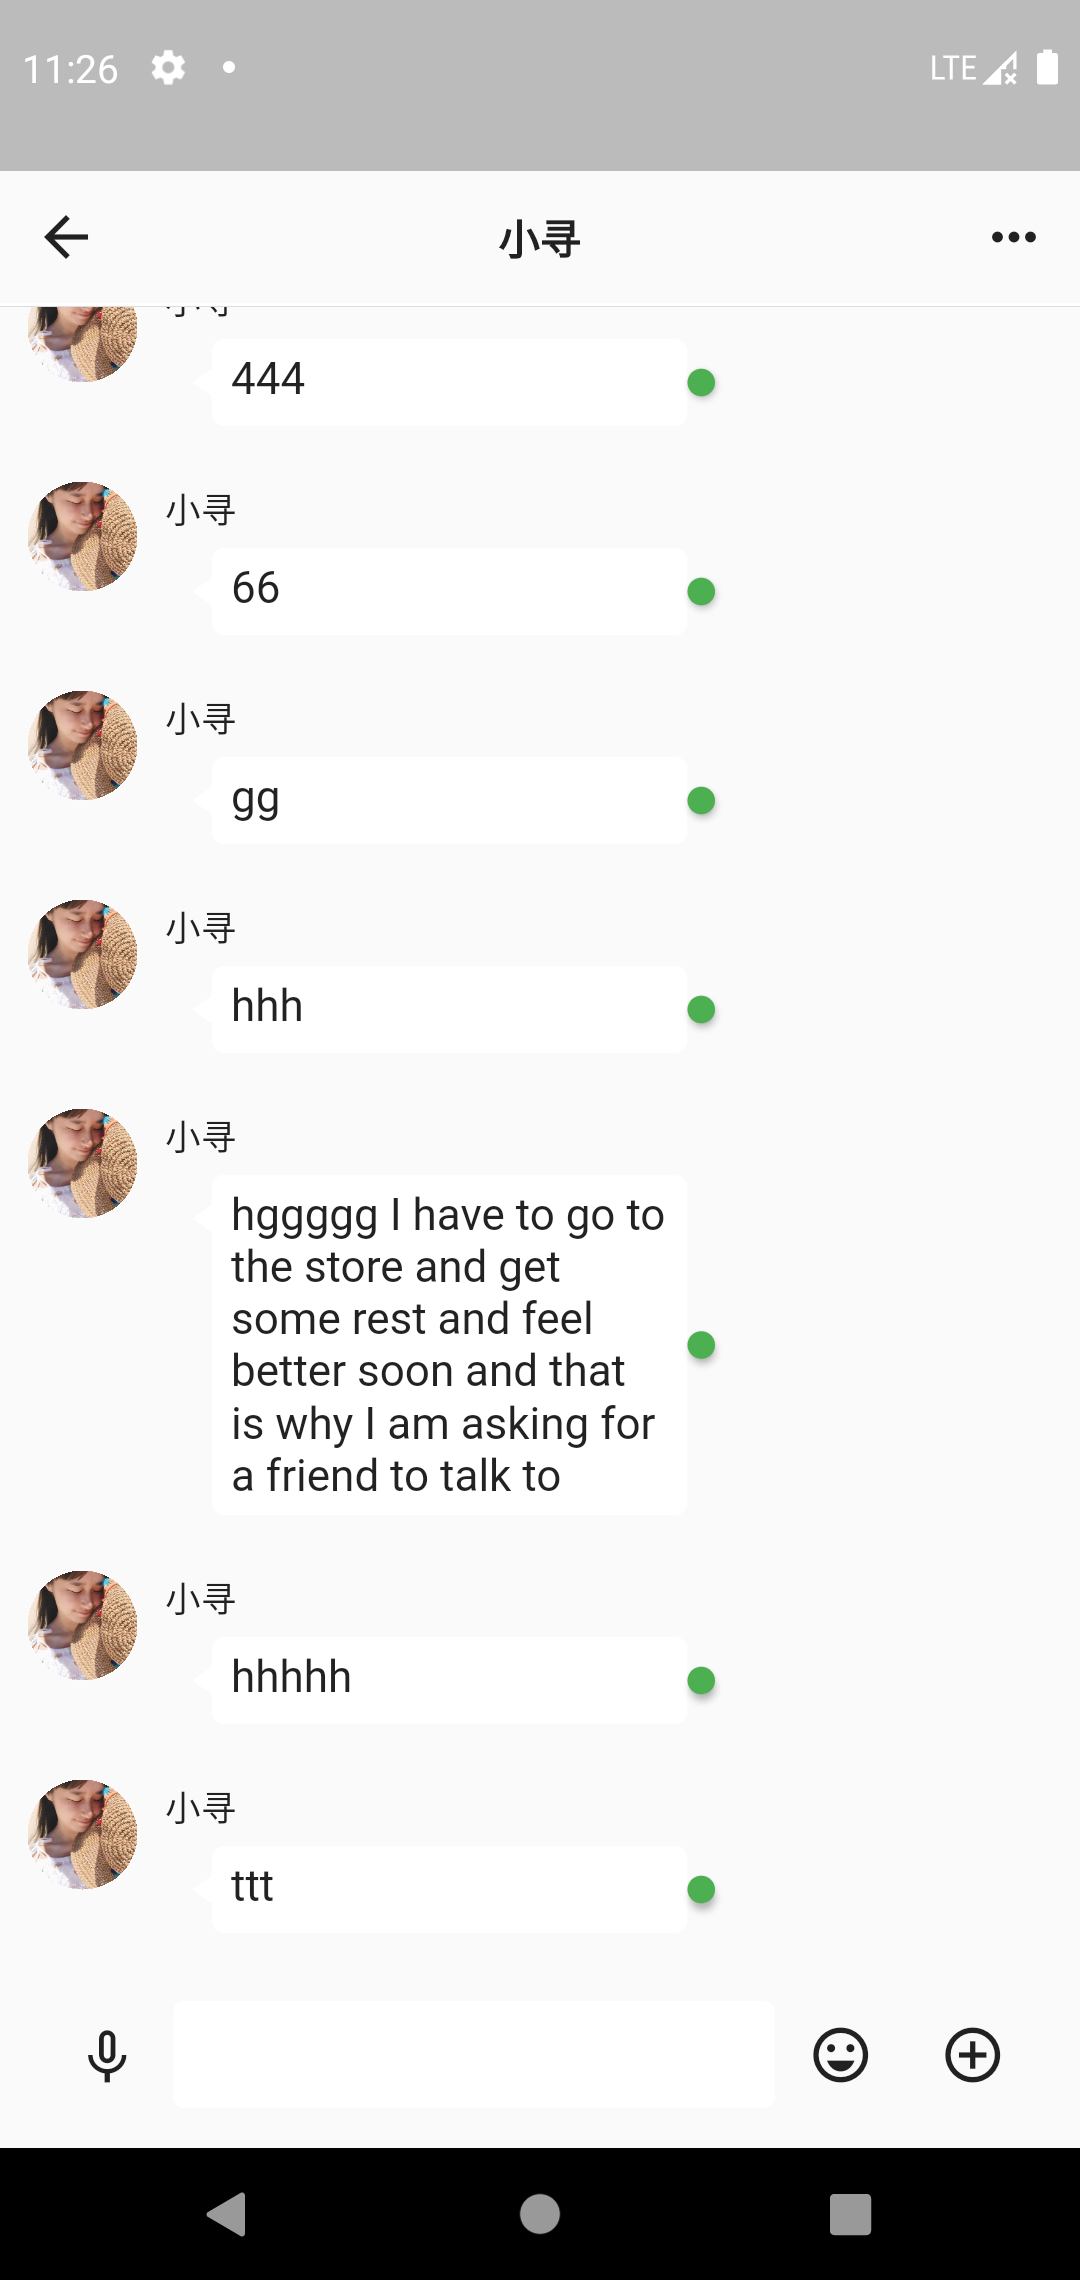 11:26
LTE
小寻
小寻
444
小寻
66
小寻
gg
小寻
hhh
小寻
hggggg I have to go to
the store and get
some rest and feel
better soon and that
is why I am asking for
a friend to talk to
小寻
hhhhh
小寻
ttt